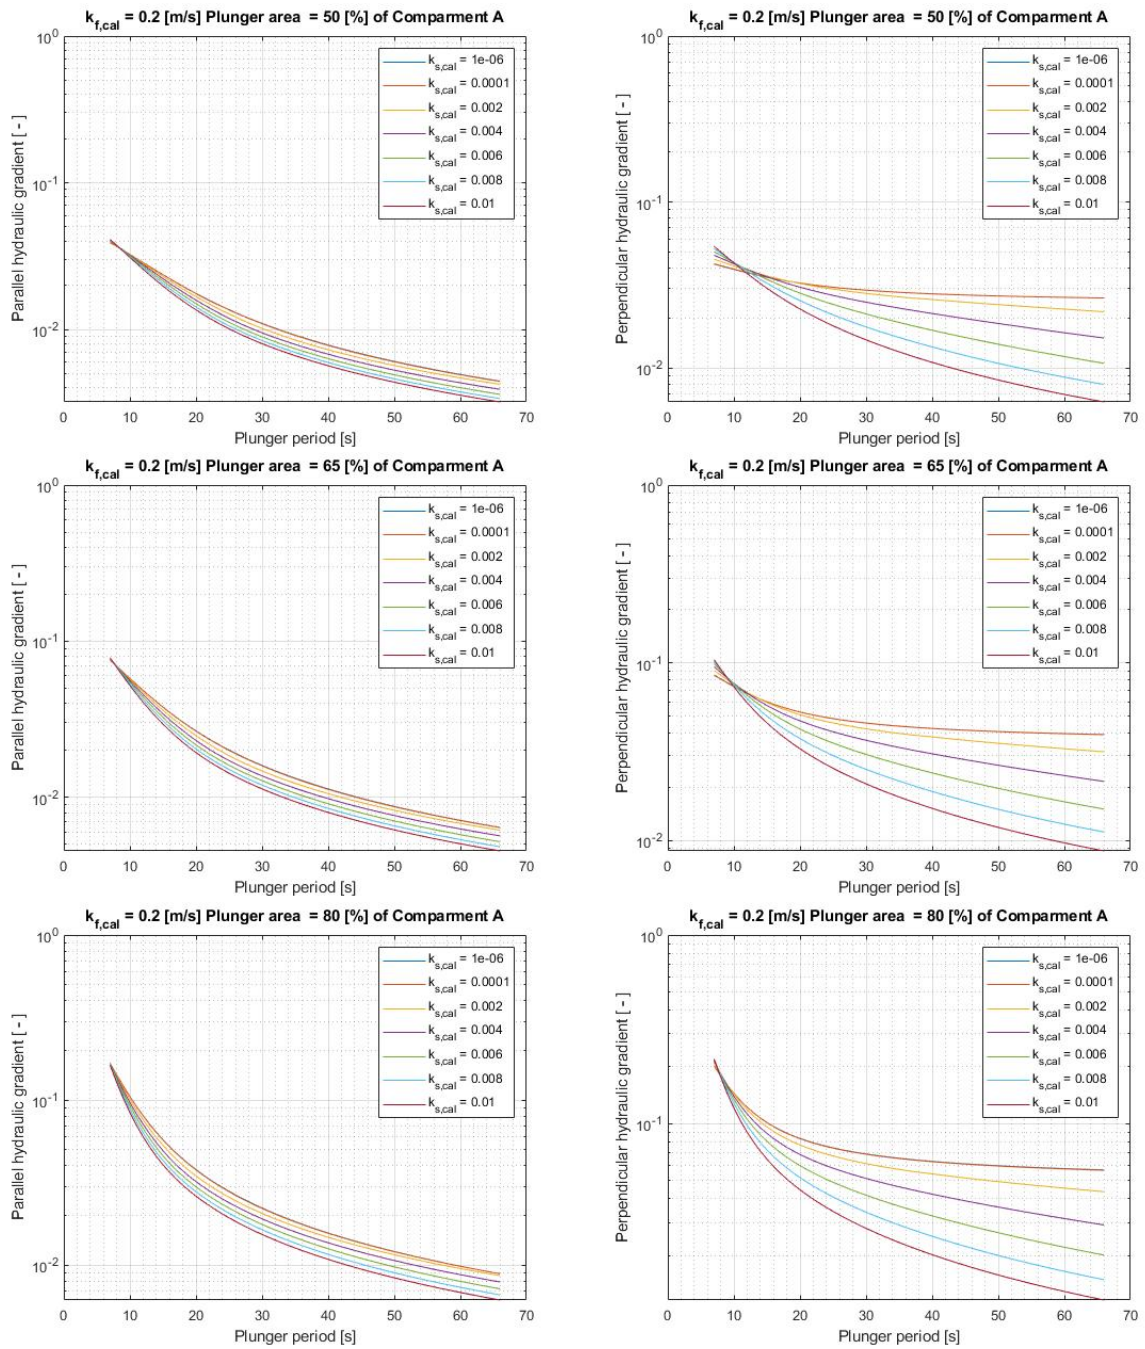 k_f,cal = 0.2 [m/s] Plunger area = 50 [%] of Comparment A
10^0
10^-1
10^-2
Parallel hydraulic gradient [ - ]
k_s,cal = 1e-06
k_s,cal = 0.0001
k_s,cal = 0.002
k_s,cal = 0.004
k_s,cal = 0.006
k_s,cal = 0.008
k_s,cal = 0.01
0 10 20 30 40 50 60 70
Plunger period [s]
k_f,cal = 0.2 [m/s] Plunger area = 50 [%] of Comparment A
10^0
10^-1
10^-2
Perpendicular hydraulic gradient [ - ]
k_s,cal = 1e-06
k_s,cal = 0.0001
k_s,cal = 0.002
k_s,cal = 0.004
k_s,cal = 0.006
k_s,cal = 0.008
k_s,cal = 0.01
0 10 20 30 40 50 60 70
Plunger period [s]
k_f,cal = 0.2 [m/s] Plunger area = 65 [%] of Comparment A
10^0
10^-1
10^-2
Parallel hydraulic gradient [ - ]
k_s,cal = 1e-06
k_s,cal = 0.0001
k_s,cal = 0.002
k_s,cal = 0.004
k_s,cal = 0.006
k_s,cal = 0.008
k_s,cal = 0.01
0 10 20 30 40 50 60 70
Plunger period [s]
k_f,cal = 0.2 [m/s] Plunger area = 65 [%] of Comparment A
10^0
10^-1
10^-2
Perpendicular hydraulic gradient [ - ]
k_s,cal = 1e-06
k_s,cal = 0.0001
k_s,cal = 0.002
k_s,cal = 0.004
k_s,cal = 0.006
k_s,cal = 0.008
k_s,cal = 0.01
0 10 20 30 40 50 60 70
Plunger period [s]
k_f,cal = 0.2 [m/s] Plunger area = 80 [%] of Comparment A
10^0
10^-1
10^-2
Parallel hydraulic gradient [ - ]
k_s,cal = 1e-06
k_s,cal = 0.0001
k_s,cal = 0.002
k_s,cal = 0.004
k_s,cal = 0.006
k_s,cal = 0.008
k_s,cal = 0.01
0 10 20 30 40 50 60 70
Plunger period [s]
k_f,cal = 0.2 [m/s] Plunger area = 80 [%] of Comparment A
10^0
10^-1
Perpendicular hydraulic gradient [ - ]
k_s,cal = 1e-06
k_s,cal = 0.0001
k_s,cal = 0.002
k_s,cal = 0.004
k_s,cal = 0.006
k_s,cal = 0.008
k_s,cal = 0.01
0 10 20 30 40 50 60 70
Plunger period [s]